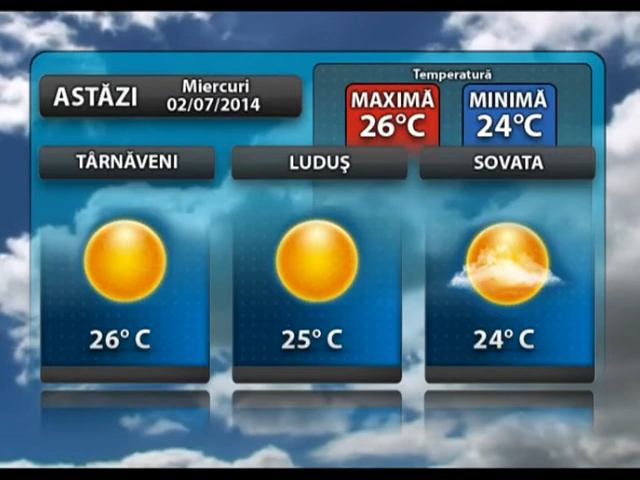 ASTĂZI
Miercuri
02/07/2014
Temperatură
MAXIMĂ
26°C
MINIMĂ
24°C
TÂRNĂVENI
LUDUŞ
SOVATA
26° C
25° C
24° C